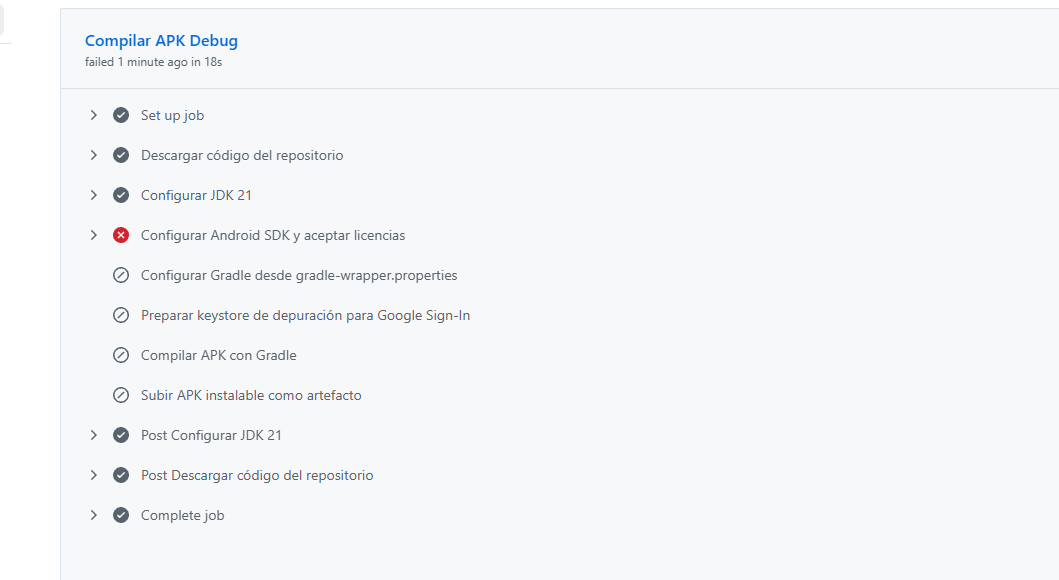 Compilar APK Debug
failed 1 minute ago in 18s
Set up job
Descargar código del repositorio
Configurar JDK 21
Configurar Android SDK y aceptar licencias
Configurar Gradle desde gradle-wrapper.properties
Preparar keystore de depuración para Google Sign-In
Compilar APK con Gradle
Subir APK instalable como artefacto
Post Configurar JDK 21
Post Descargar código del repositorio
Complete job